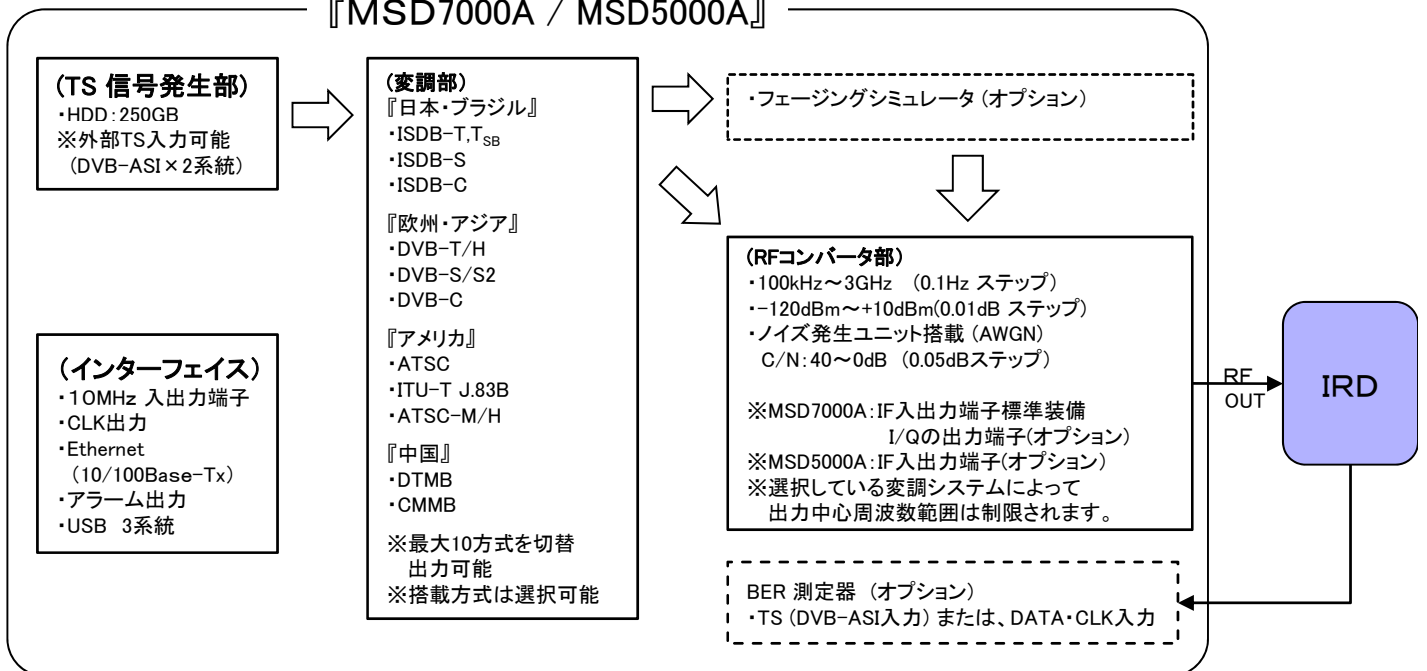 『MSD7000A / MSD5000A』
(TS 信号発生部)
・HDD：250GB
※外部TS入力可能
(DVB-ASI×2系統)
(インターフェイス)
・10MHz 入出力端子
・CLK出力
・Ethernet
(10/100Base-Tx)
・アラーム出力
・USB 3系統
(変調部)
『日本・ブラジル』
・ISDB-T,TSB
・ISDB-S
・ISDB-C
『欧州・アジア』
・DVB-T/H
・DVB-S/S2
・DVB-C
『アメリカ』
・ATSC
・ITU-T J.83B
・ATSC-M/H
『中国』
・DTMB
・CMMB
※最大10方式を切替
出力可能
※搭載方式は選択可能
・フェージングシミュレータ (オプション)
(RFコンバータ部)
・100kHz～3GHz (0.1Hz ステップ)
・-120dBm～+10dBm(0.01dB ステップ)
・ノイズ発生ユニット搭載 (AWGN)
C/N：40～0dB (0.05dBステップ)
※MSD7000A：IF入出力端子標準装備
I/Qの出力端子(オプション)
※MSD5000A：IF入出力端子(オプション)
※選択している変調システムによって
出力中心周波数範囲は制限されます。
BER 測定器 (オプション)
・TS (DVB-ASI入力) または、DATA・CLK入力
RF
OUT
IRD